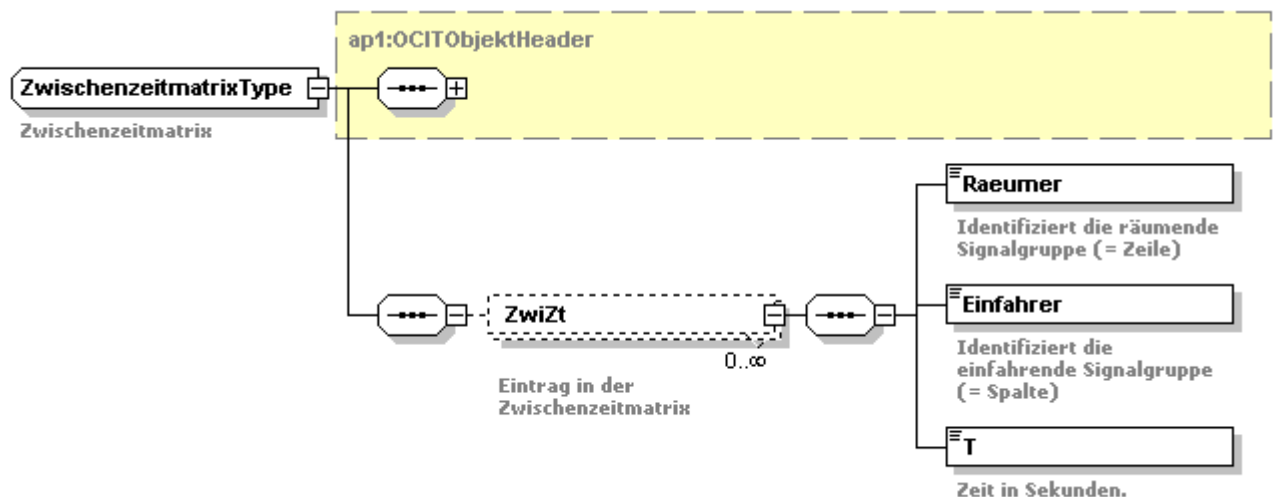 ap1:OCITObjektHeader
ZwischenzeitmatrixType
Zwischenzeitmatrix
Raeumer
Identifiziert die räumende
Signalgruppe (= Zeile)
ZwiZt
0..∞
Eintrag in der
Zwischenzeitmatrix
Einfahrer
Identifiziert die
einfahrende Signalgruppe
(= Spalte)
T
Zeit in Sekunden.